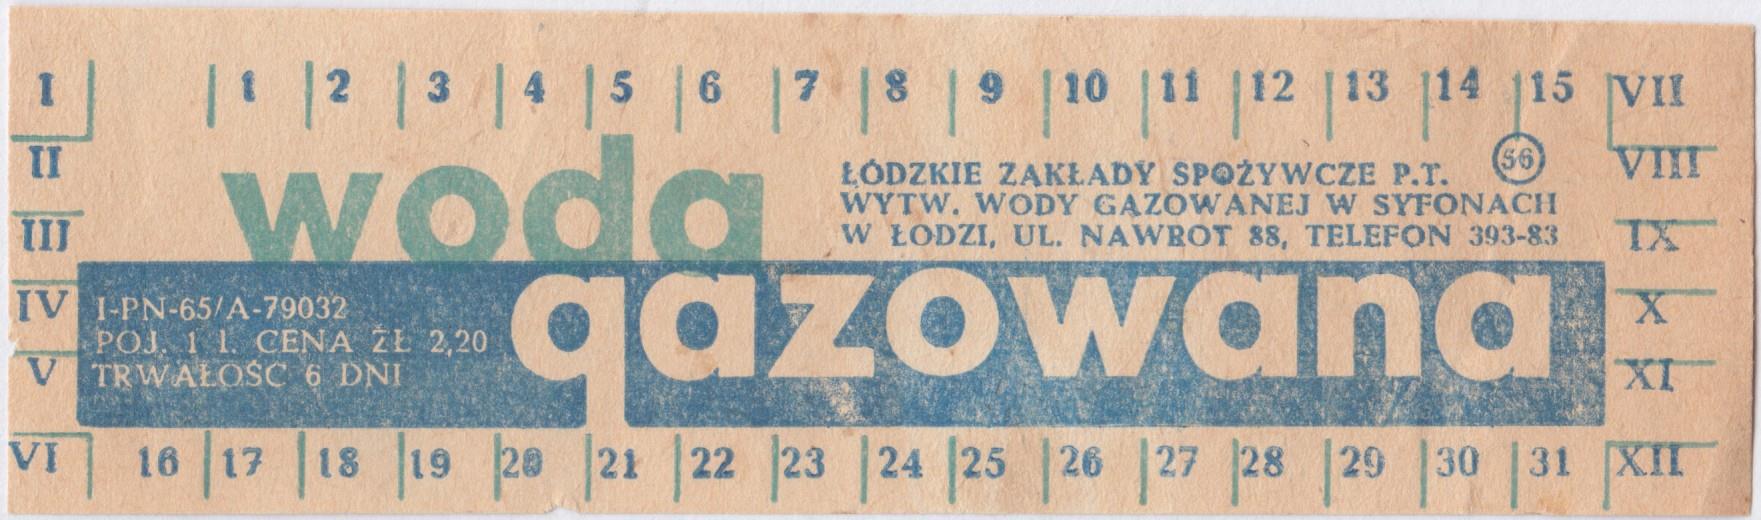 I 1 2 3 4 5 6 7 8 9 10 11 12 13 14 15 VII
II VIII
III IX
IV X
V XI
woda
gazowana
ŁÓDZKIE ZAKŁADY SPOŻYWCZE P.T. 56
WYTW. WODY GAZOWANEJ W SYFONACH
W ŁODZI, UL. NAWROT 88, TELEFON 393-83
I-PN-65/A-79032
POJ. 1 l. CENA ZŁ 2,20
TRWAŁOŚĆ 6 DNI
VI 16 17 18 19 20 21 22 23 24 25 26 27 28 29 30 31 XII